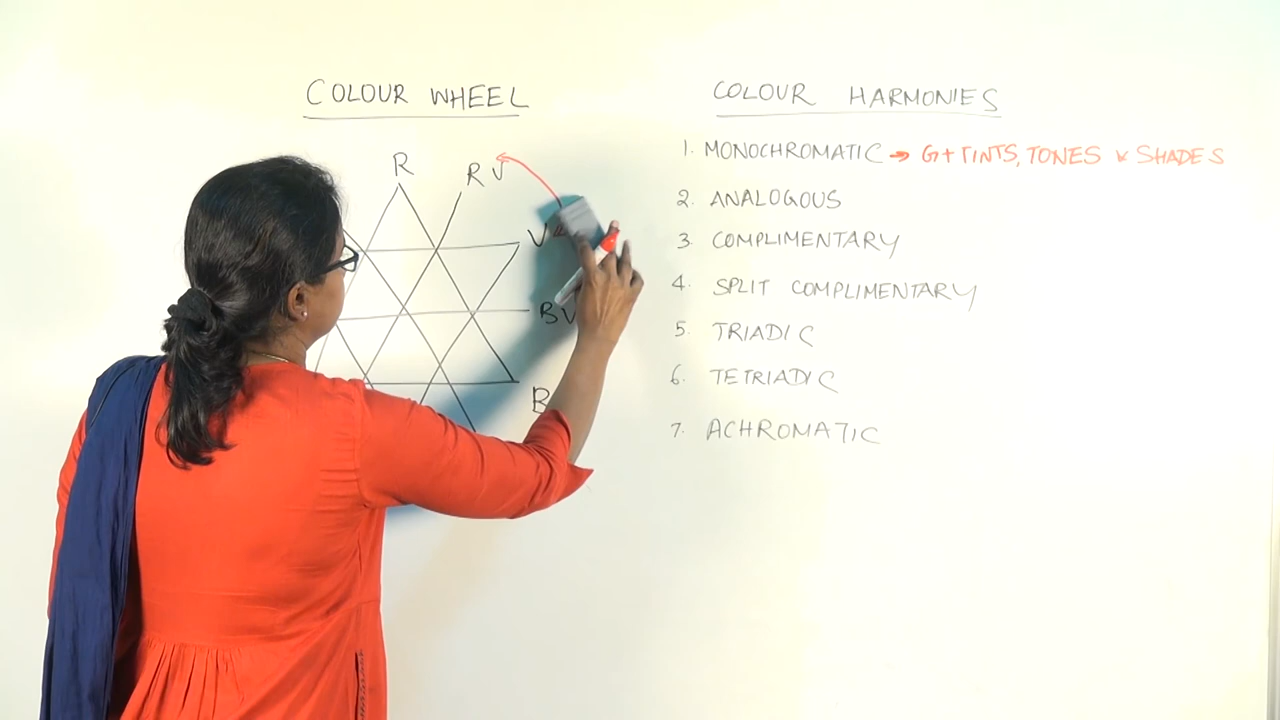 COLOUR WHEEL
R
RV
V
BV
B
COLOUR HARMONIES
1. MONOCHROMATIC → G+TINTS, TONES & SHADES
2. ANALOGOUS
3 COMPLIMENTARY
4. SPLIT COMPLIMENTARY
5. TRIADIC
6. TETRIADIC
7. ACHROMATIC